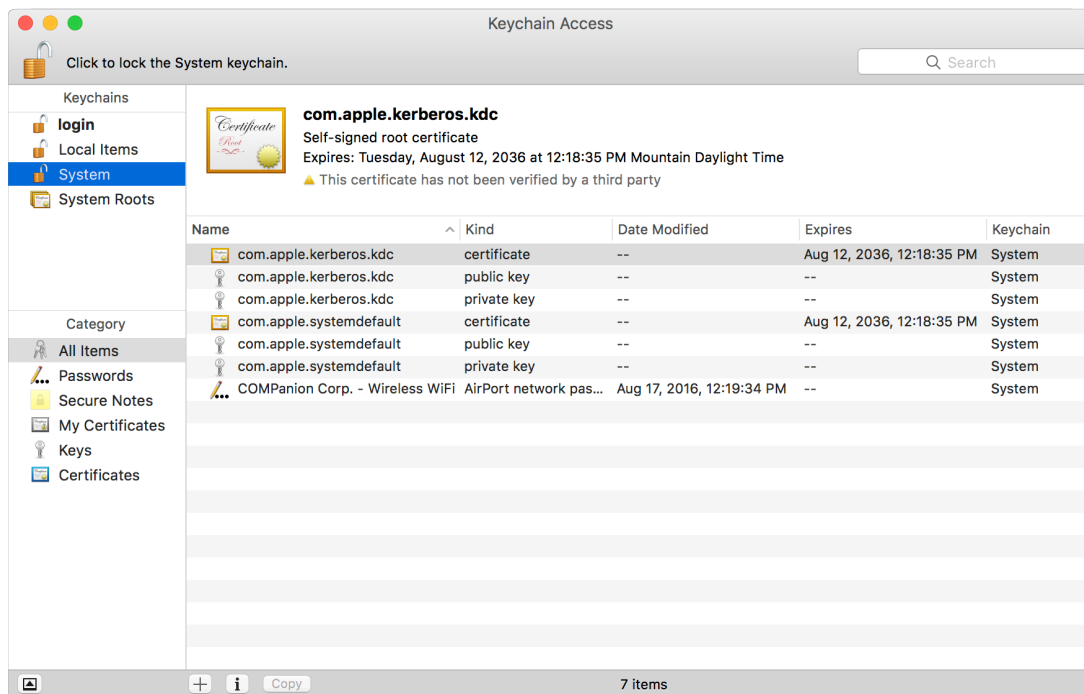 Keychain Access
Click to lock the System keychain.
Search
Keychains
login
Local Items
System
System Roots
Category
All Items
Passwords
Secure Notes
My Certificates
Keys
Certificates
Certificate
Root
com.apple.kerberos.kdc
Self-signed root certificate
Expires: Tuesday, August 12, 2036 at 12:18:35 PM Mountain Daylight Time
This certificate has not been verified by a third party
Name Kind Date Modified Expires Keychain
com.apple.kerberos.kdc certificate -- Aug 12, 2036, 12:18:35 PM System
com.apple.kerberos.kdc public key -- -- System
com.apple.kerberos.kdc private key -- -- System
com.apple.systemdefault certificate -- Aug 12, 2036, 12:18:35 PM System
com.apple.systemdefault public key -- -- System
com.apple.systemdefault private key -- -- System
COMPanion Corp. - Wireless WiFi AirPort network pas... Aug 17, 2016, 12:19:34 PM -- System
Copy
7 items